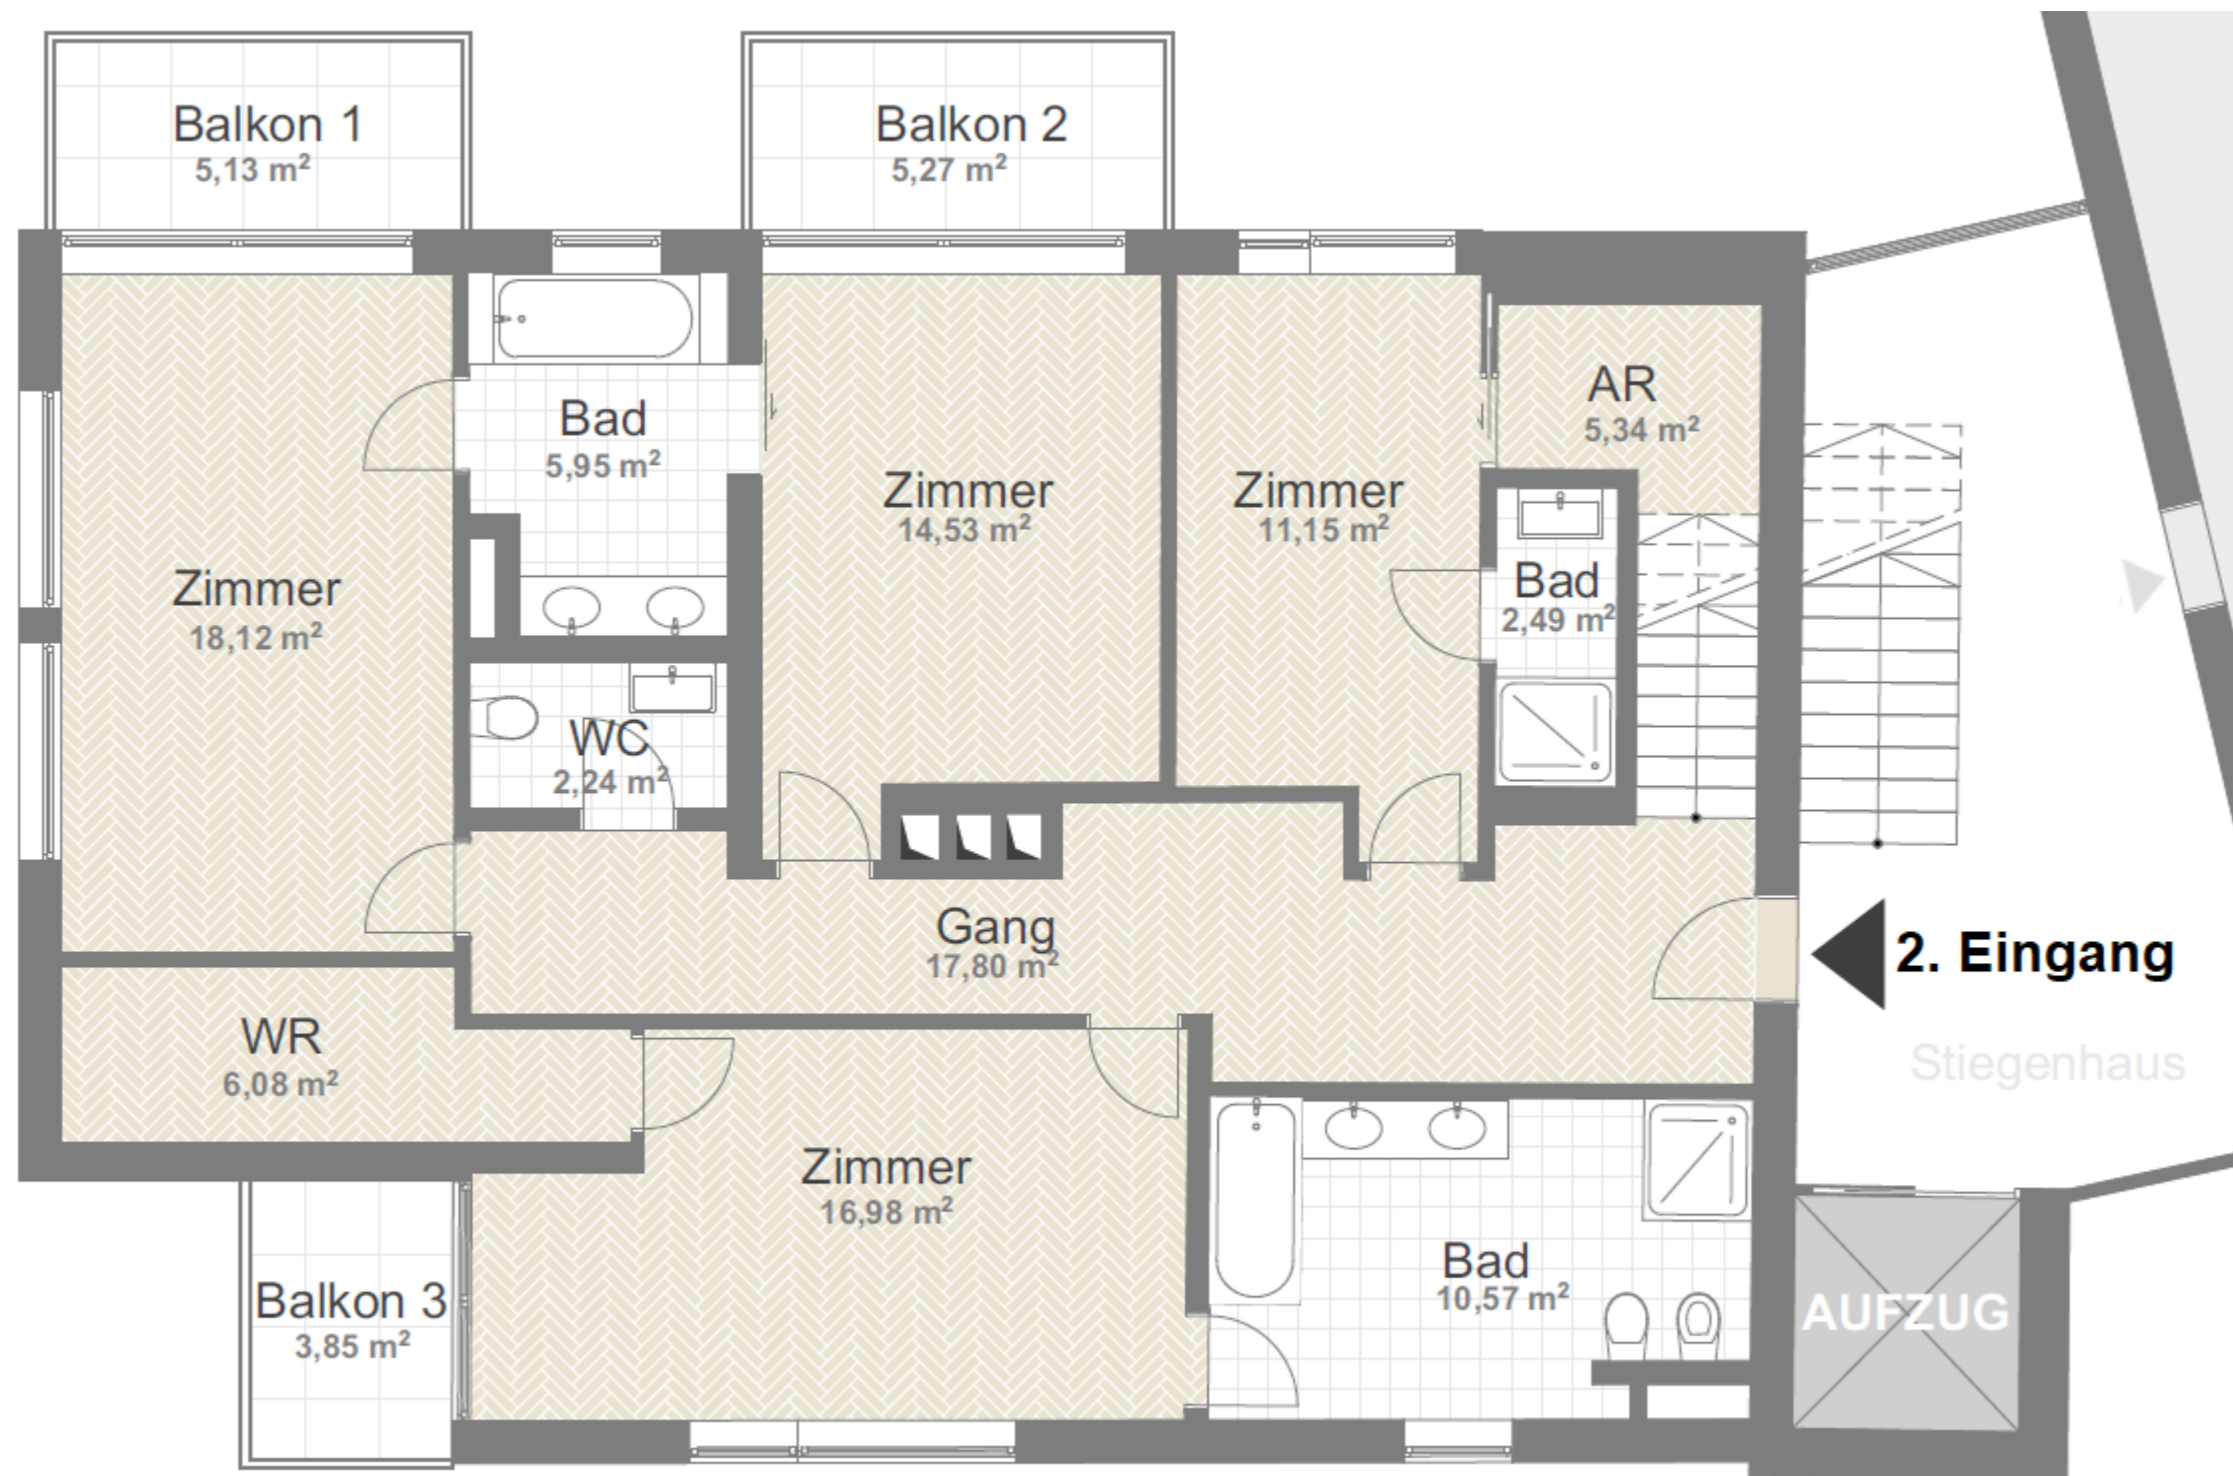 Balkon 1
5,13 m²
Balkon 2
5,27 m²
AR
5,34 m²
Bad
5,95 m²
Zimmer
14,53 m²
Zimmer
11,15 m²
Bad
2,49 m²
Zimmer
18,12 m²
WC
2,24 m²
Gang
17,80 m²
2. Eingang
WR
6,08 m²
Stiegenhaus
Zimmer
16,98 m²
Bad
10,57 m²
Balkon 3
3,85 m²
AUFZUG